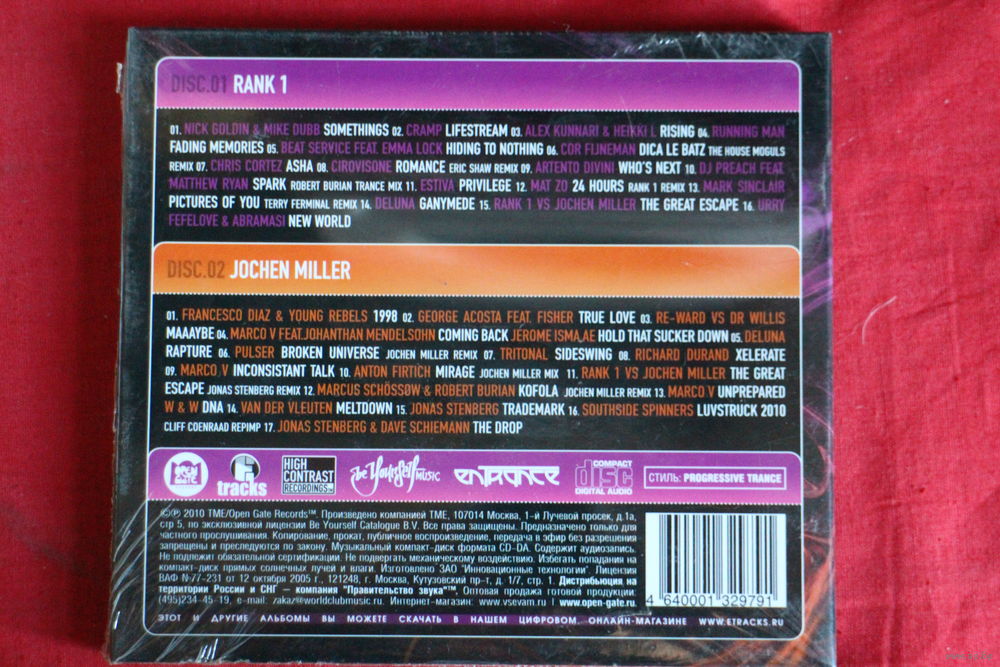 DISC.01 RANK 1
01. NICK GOLDIN & MIKE DUBB SOMETHINGS 02. CRAMP LIFESTREAM 03. ALEX KUNNARI & HEIKKI L RISING 04. RUNNING MAN
FADING MEMORIES 05. BEAT SERVICE FEAT. EMMA LOCK HIDING TO NOTHING 06. COR FIJNEMAN DICA LE BATZ THE HOUSE MOGULS
REMIX 07. CHRIS CORTEZ ASHA 08. CIROVISONE ROMANCE ERIC SHAW REMIX 09. ARTENTO DIVINI WHO'S NEXT 10. DJ PREACH FEAT.
MATTHEW RYAN SPARK ROBERT BURIAN TRANCE MIX 11. ESTIVA PRIVILEGE 12. MAT ZO 24 HOURS RANK 1 REMIX 13. MARK SINCLAIR
PICTURES OF YOU TERRY FERMINAL REMIX 14. DELUNA GANYMEDE 15. RANK 1 VS JOCHEN MILLER THE GREAT ESCAPE 16. URRY
FEFELOVE & ABRAMASI NEW WORLD
DISC.02 JOCHEN MILLER
01. FRANCESCO DIAZ & YOUNG REBELS 1998 02. GEORGE ACOSTA FEAT. FISHER TRUE LOVE 03. RE-WARD VS DR WILLIS
MAAAYBE 04. MARCO V FEAT.JOHANTHAN MENDELSOHN COMING BACK JEROME ISMA,AE HOLD THAT SUCKER DOWN 05. DELUNA
RAPTURE 06. PULSER BROKEN UNIVERSE JOCHEN MILLER REMIX 07. TRITONAL SIDESWING 08. RICHARD DURAND XELERATE
09. MARCO V INCONSISTANT TALK 10. ANTON FIRTICH MIRAGE JOCHEN MILLER MIX 11. RANK 1 VS JOCHEN MILLER THE GREAT
ESCAPE JONAS STENBERG REMIX 12. MARCUS SCHÖSSOW & ROBERT BURIAN KOFOLA JOCHEN MILLER REMIX 13. MARCO V UNPREPARED
W & W DNA 14. VAN DER VLEUTEN MELTDOWN 15. JONAS STENBERG TRADEMARK 16. SOUTHSIDE SPINNERS LUVSTRUCK 2010
CLIFF COENRAAD REPIMP 17. JONAS STENBERG & DAVE SCHIEMANN THE DROP
OPEN GATE tracks HIGH CONTRAST RECORDINGS Be Yourself MUSIC enTRANCE COMPACT disc DIGITAL AUDIO СТИЛЬ: PROGRESSIVE TRANCE
©℗ 2010 TME/Open Gate Records™. Произведено компанией TME, 107014 Москва, 1-й Лучевой просек, д.1а,
стр 5, по эксклюзивной лицензии Be Yourself Catalogue B.V. Все права защищены. Предназначено только для
частного прослушивания. Копирование, прокат, публичное воспроизведение, передача в эфир без разрешения
запрещены и преследуются по закону. Музыкальный компакт-диск формата CD-DA. Содержит аудиозапись.
Не подлежит обязательной сертификации. Не подвергать механическому воздействию. Избегать попадания на
компакт-диск прямых солнечных лучей и влаги. Изготовлено ЗАО "Инновационные технологии". Лицензия
ВАФ №77-231 от 12 октября 2005 г., 121248, г. Москва, Кутузовский пр-т, д. 1/7, стр. 1. Дистрибьюция на
территории России и СНГ – компания "Правительство звука"™. Оптовая продажа готовой продукции:
(495)234-45-19, e-mail: zakaz@worldclubmusic.ru. Интернет-магазин: www.vsevam.ru www.open-gate.ru.
4 640001 329791
ЭТОТ И ДРУГИЕ АЛЬБОМЫ ВЫ МОЖЕТЕ СКАЧАТЬ В НАШЕМ ЦИФРОВОМ ОНЛАЙН-МАГАЗИНЕ WWW.ETRACKS.RU